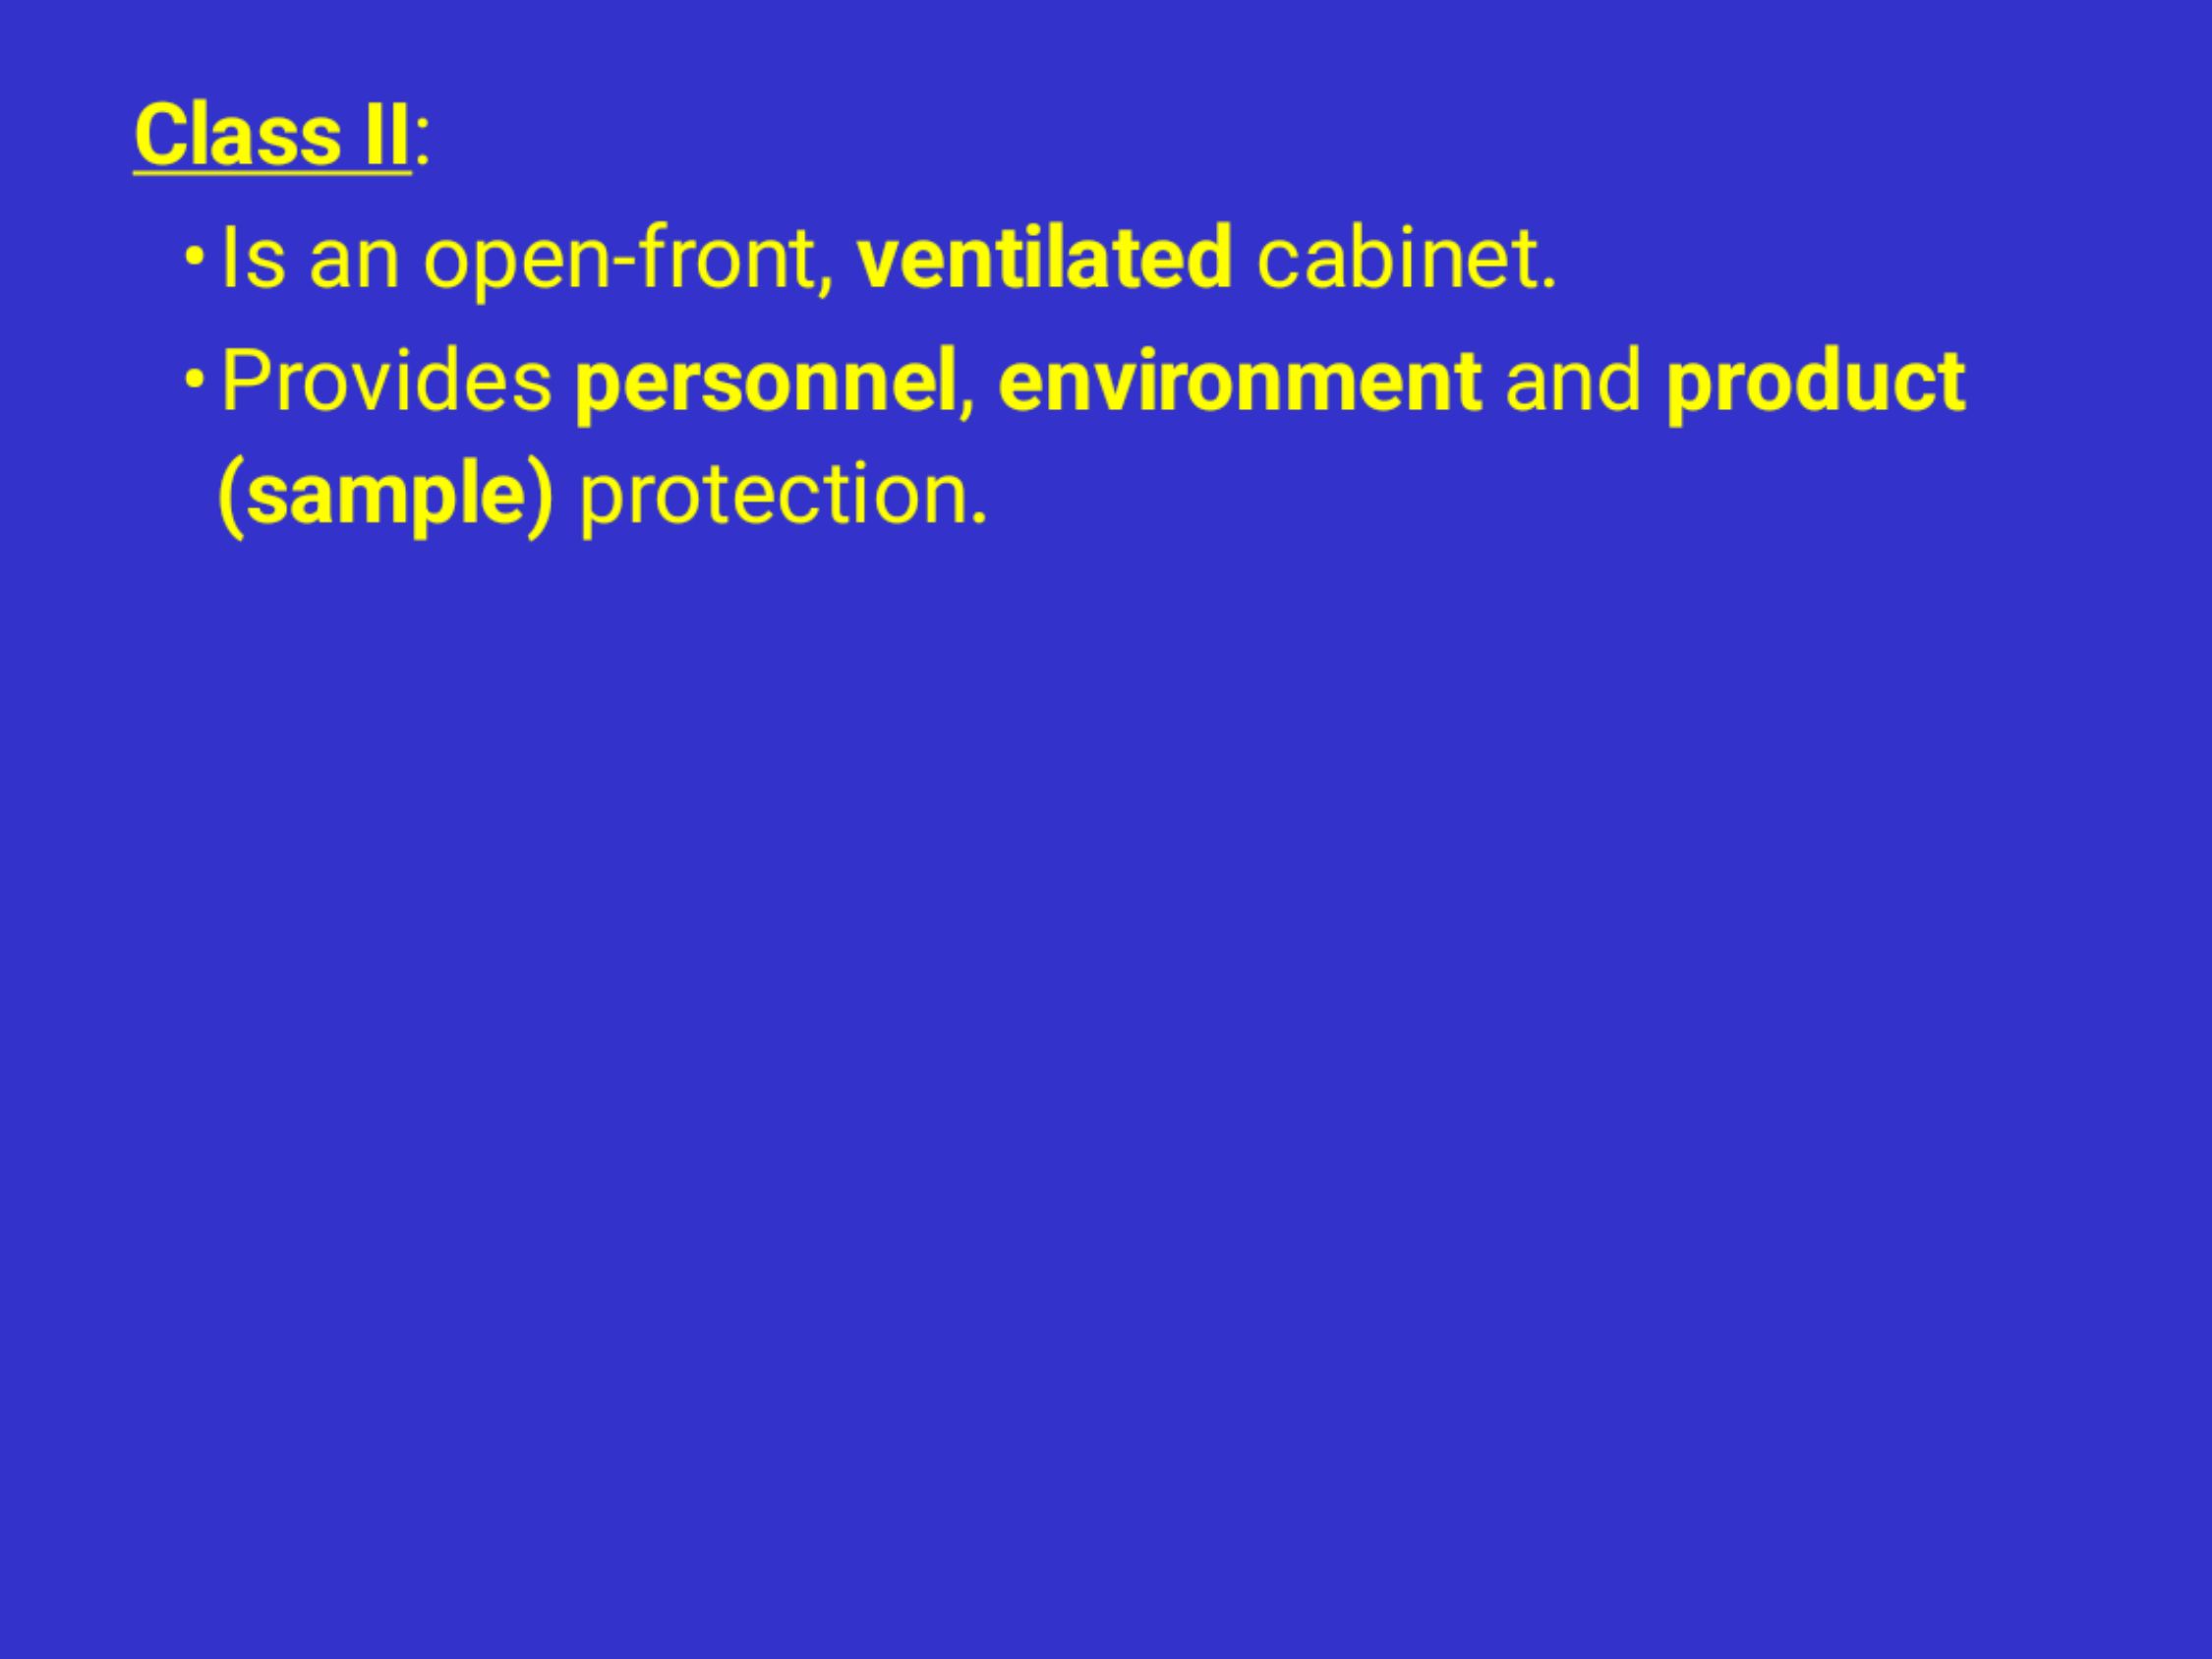 Class II:
• Is an open-front, ventilated cabinet.
• Provides personnel, environment and product
(sample) protection.